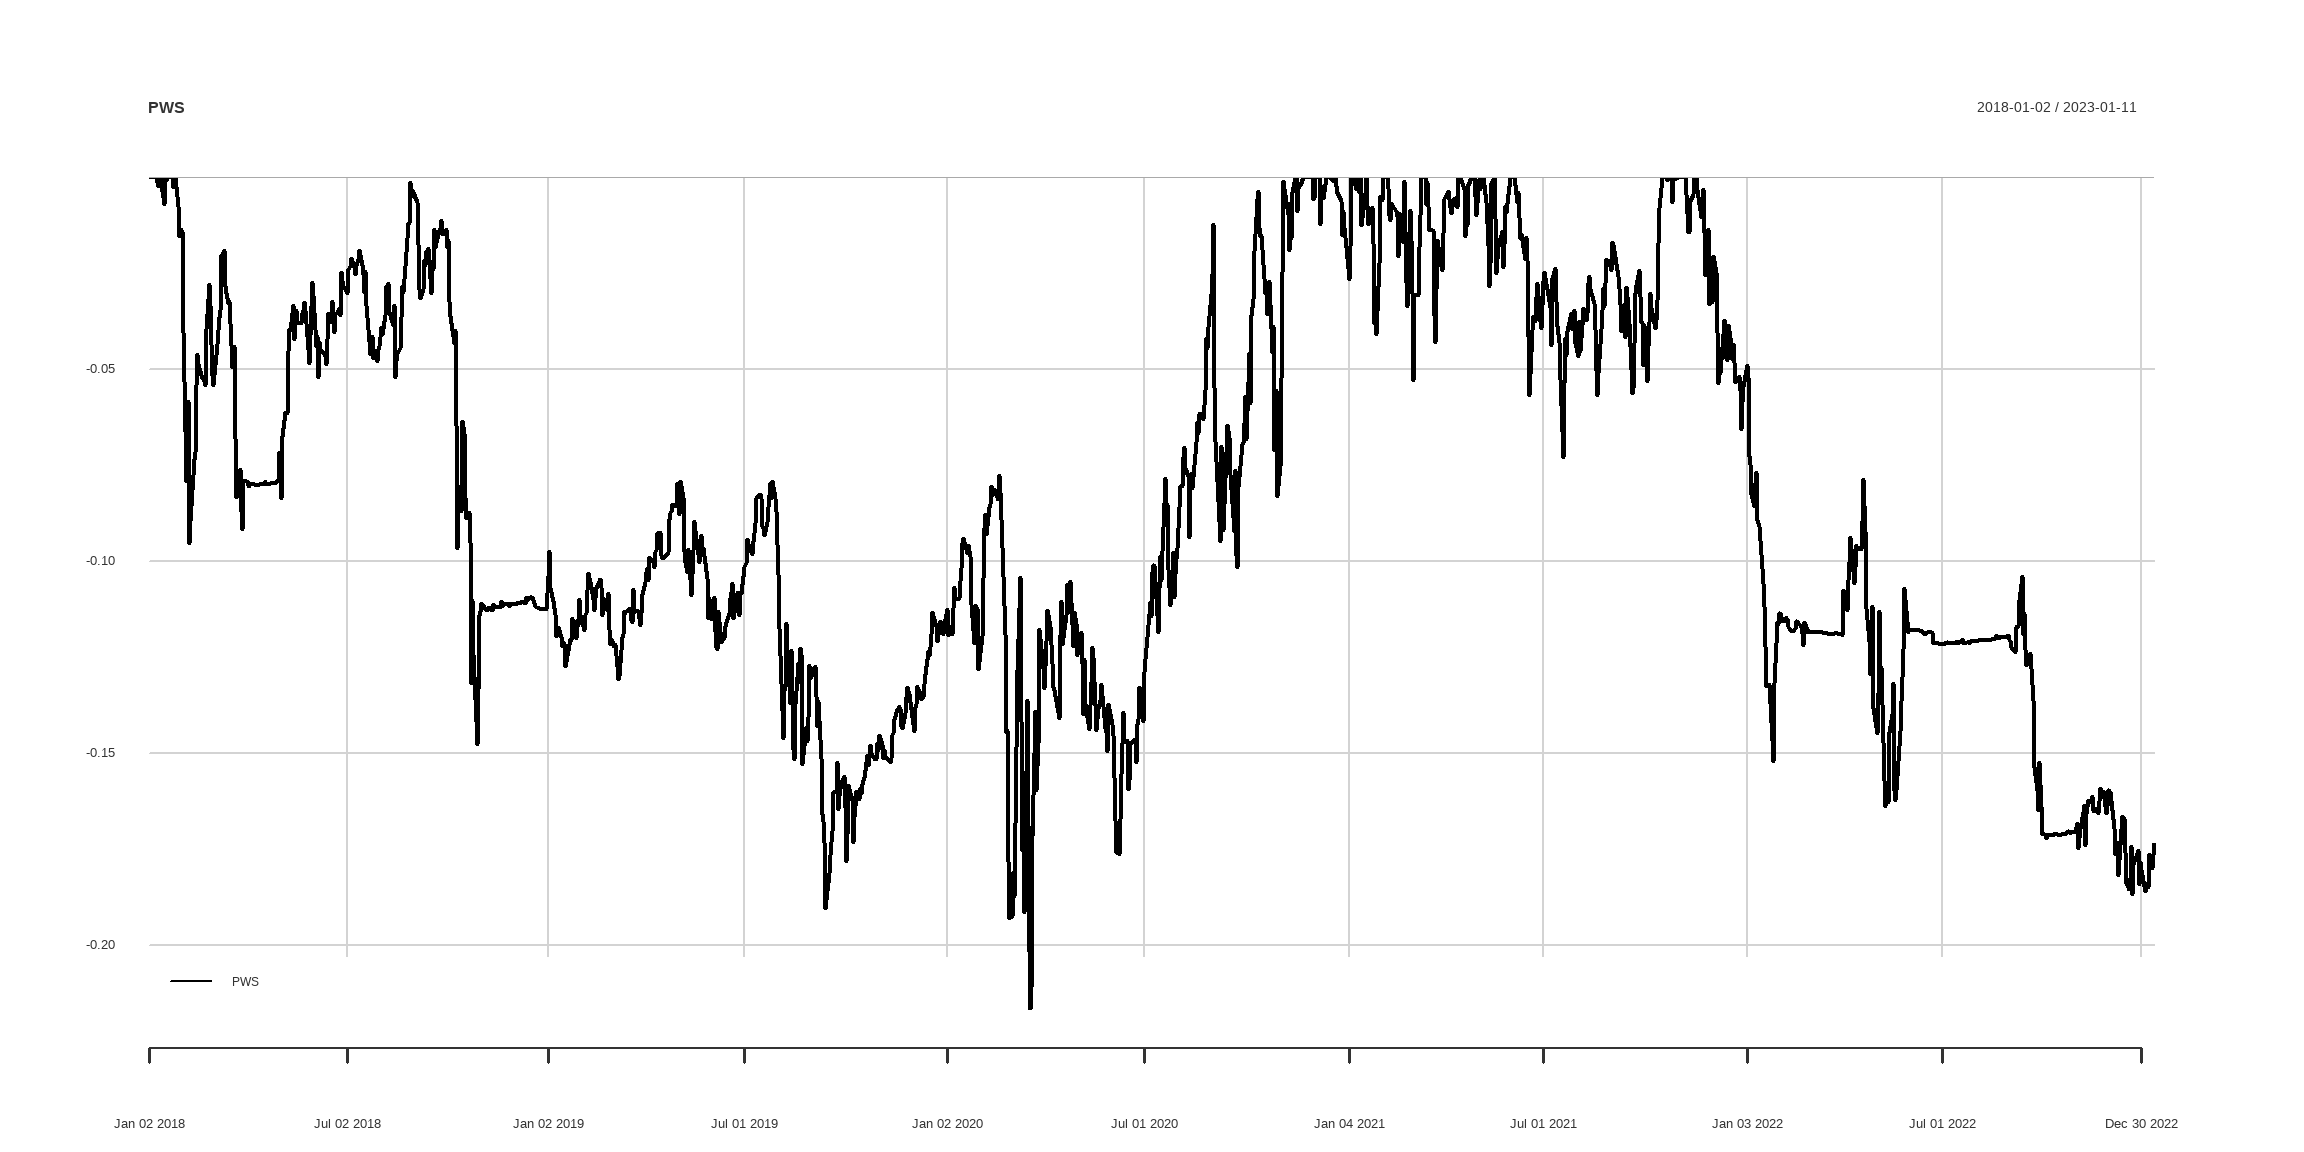 PWS
2018-01-02 / 2023-01-11
-0.05
-0.10
-0.15
-0.20
PWS
Jan 02 2018
Jul 02 2018
Jan 02 2019
Jul 01 2019
Jan 02 2020
Jul 01 2020
Jan 04 2021
Jul 01 2021
Jan 03 2022
Jul 01 2022
Dec 30 2022